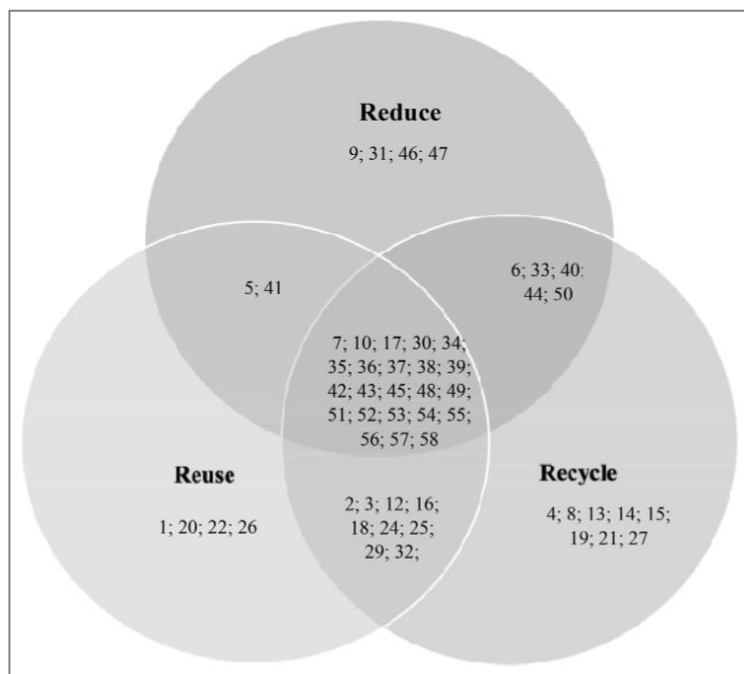 Reduce
9; 31; 46; 47
5; 41
6; 33; 40;
44; 50
7; 10; 17; 30; 34;
35; 36; 37; 38; 39;
42; 43; 45; 48; 49;
51; 52; 53; 54; 55;
56; 57; 58
Reuse
1; 20; 22; 26
2; 3; 12; 16;
18; 24; 25;
29; 32;
Recycle
4; 8; 13; 14; 15;
19; 21; 27